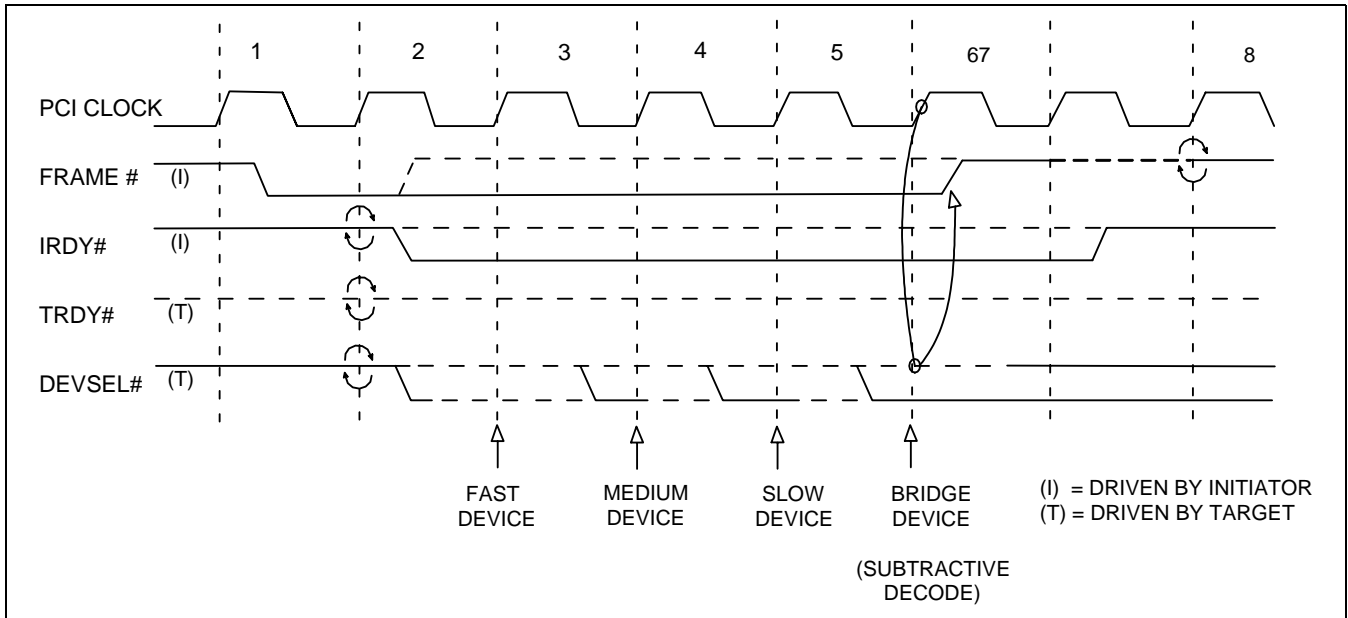 1 2 3 4 5 67 8
PCI CLOCK
FRAME # (I)
IRDY# (I)
TRDY# (T)
DEVSEL# (T)
FAST
DEVICE
MEDIUM
DEVICE
SLOW
DEVICE
BRIDGE
DEVICE
(SUBTRACTIVE
DECODE)
(I) = DRIVEN BY INITIATOR
(T) = DRIVEN BY TARGET